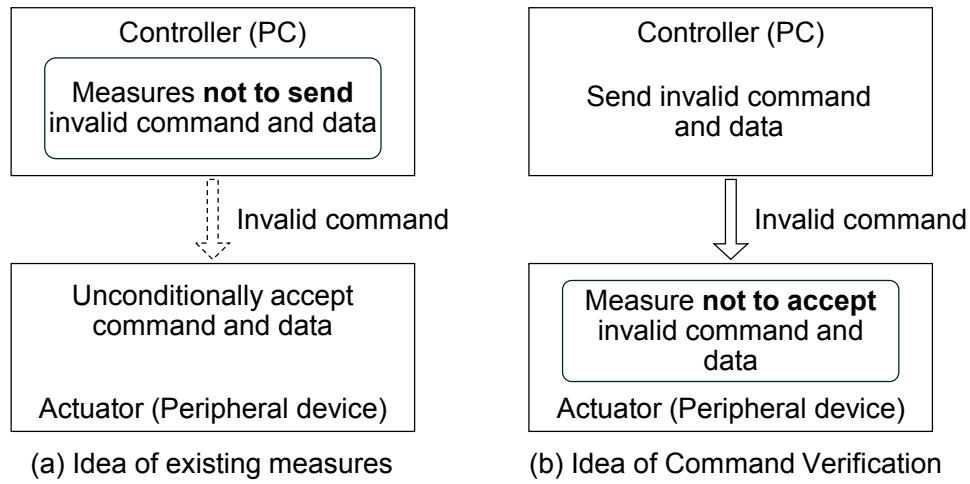 Controller (PC)
Measures not to send
invalid command and data
Invalid command
Unconditionally accept
command and data
Actuator (Peripheral device)
(a) Idea of existing measures
Controller (PC)
Send invalid command
and data
Invalid command
Measure not to accept
invalid command and
data
Actuator (Peripheral device)
(b) Idea of Command Verification